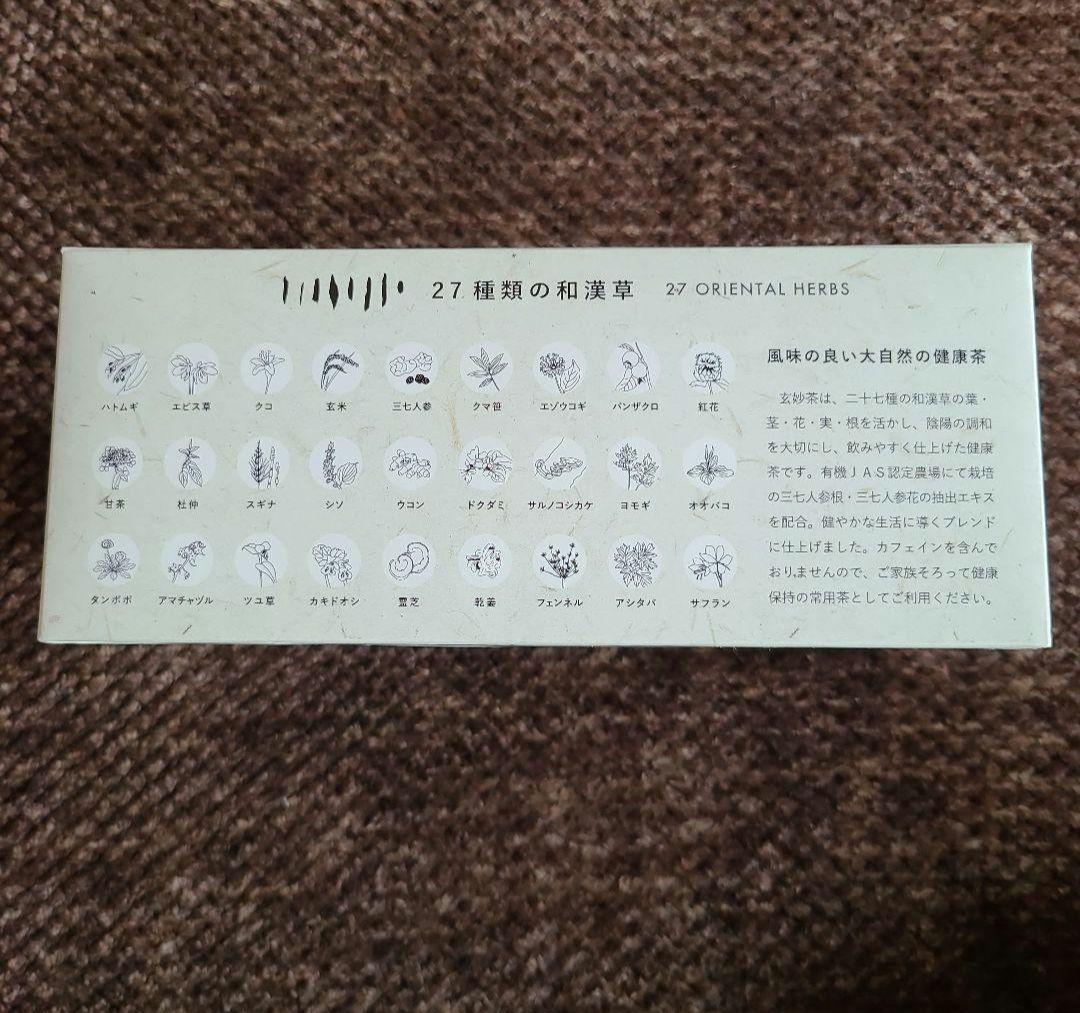 27種類の和漢草 27 ORIENTAL HERBS
ハトムギ エビス草 クコ 玄米 三七人参 クマ笹 エゾウコギ バンザクロ 紅花
甘茶 杜仲 スギナ シソ ウコン ドクダミ サルノコシカケ ヨモギ オオバコ
タンポポ アマチャヅル ツユ草 カキドオシ 霊芝 乾姜 フェンネル アシタバ サフラン
風味の良い大自然の健康茶
玄妙茶は、二十七種の和漢草の葉・
茎・花・実・根を活かし、陰陽の調和
を大切にし、飲みやすく仕上げた健康
茶です。有機JAS認定農場にて栽培
の三七人参根・三七人参花の抽出エキス
を配合。健やかな生活に導くブレンド
に仕上げました。カフェインを含んで
おりませんので、ご家族そろって健康
保持の常用茶としてご利用ください。